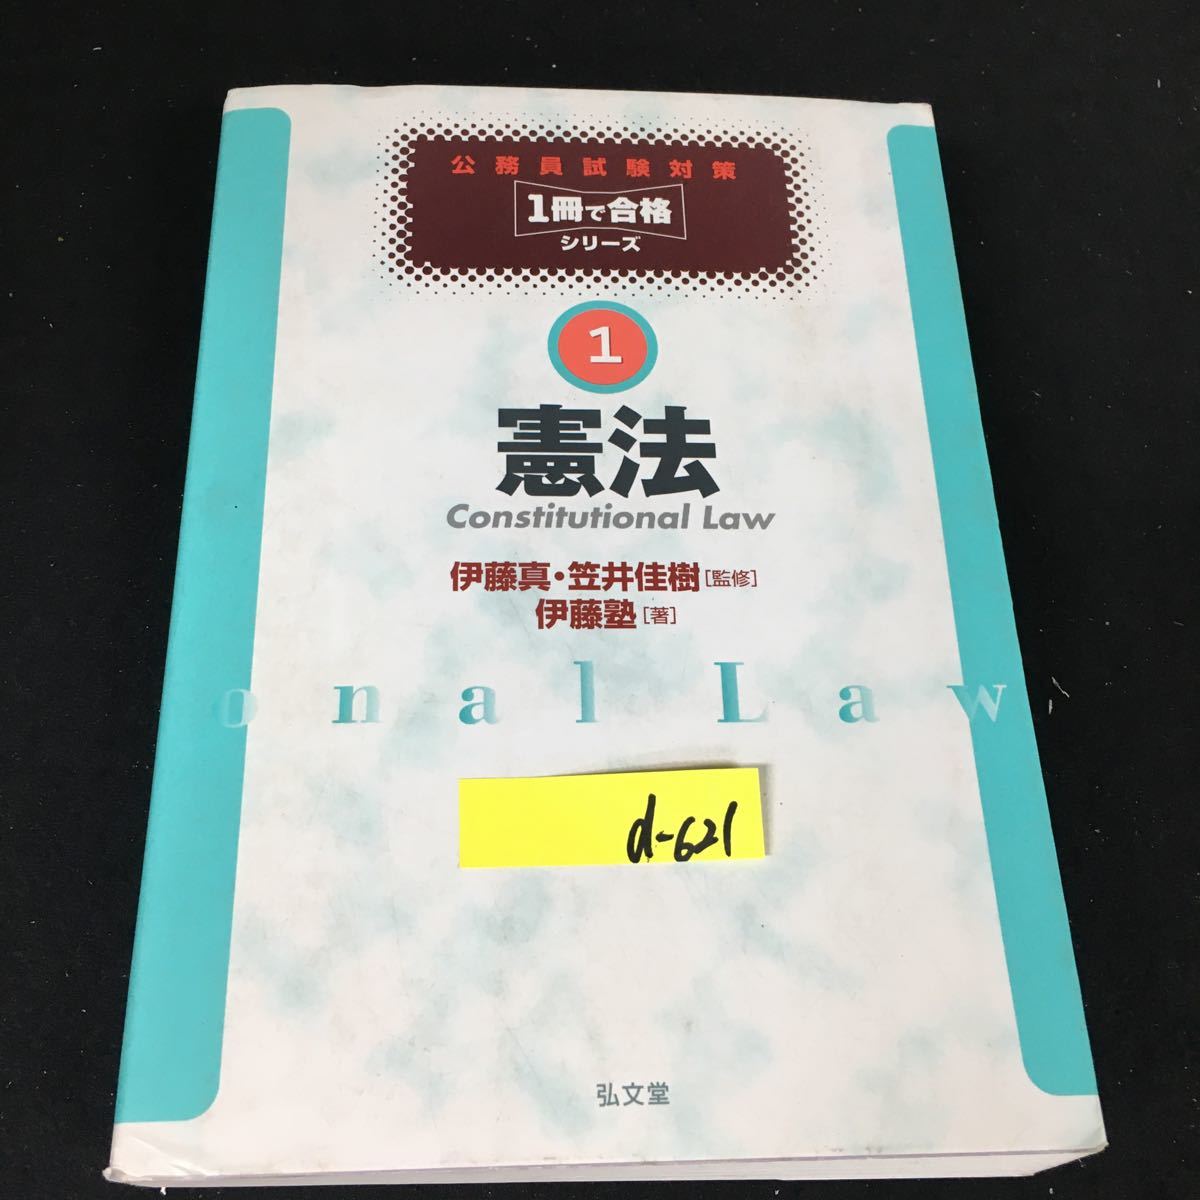 公務員試験対策
1冊で合格
シリーズ
1
憲法
Constitutional Law
伊藤真・笠井佳樹［監修］
伊藤塾［著］
onal Law
d-621
弘文堂